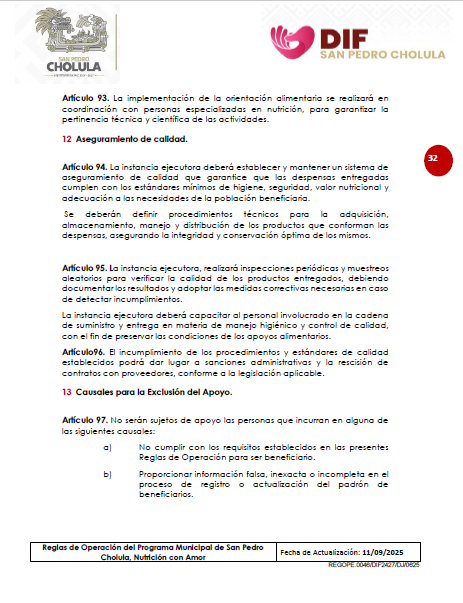 SAN PEDRO
CHOLULA
DIF
SAN PEDRO CHOLULA
Artículo 93. La implementación de la orientación alimentaria se realizará en
coordinación con personas especializadas en nutrición, para garantizar la
pertinencia técnica y científica de las actividades.
12 Aseguramiento de calidad.
32
Artículo 94. La instancia ejecutora deberá establecer y mantener un sistema de
aseguramiento de calidad que garantice que las despensas entregadas
cumplen con los estándares mínimos de higiene, seguridad, valor nutricional y
adecuación a las necesidades de la población beneficiaria.
Se deberán definir procedimientos técnicos para la adquisición,
almacenamiento, manejo y distribución de los productos que conforman las
despensas, asegurando la integridad y conservación óptima de los mismos.
Artículo 95. La instancia ejecutora, realizará inspecciones periódicas y muestreos
aleatorios para verificar la calidad de los productos entregados, debiendo
documentar los resultados y adoptar las medidas correctivas necesarias en caso
de detectar incumplimientos.
La instancia ejecutora deberá capacitar al personal involucrado en la cadena
de suministro y entrega en materia de manejo higiénico y control de calidad,
con el fin de preservar las condiciones de los apoyos alimentarios.
Artículo96. El incumplimiento de los procedimientos y estándares de calidad
establecidos podrá dar lugar a sanciones administrativas y la rescisión de
contratos con proveedores, conforme a la legislación aplicable.
13 Causales para la Exclusión del Apoyo.
Artículo 97. No serán sujetos de apoyo las personas que incurran en alguna de
las siguientes causales:
a) No cumplir con los requisitos establecidos en las presentes
Reglas de Operación para ser beneficiario.
b) Proporcionar información falsa, inexacta o incompleta en el
proceso de registro o actualización del padrón de
beneficiarios.
Reglas de Operación del Programa Municipal de San Pedro
Cholula, Nutrición con Amor
Fecha de Actualización: 11/09/2025
REGOPE.0046/DIF2427/DJ/0825